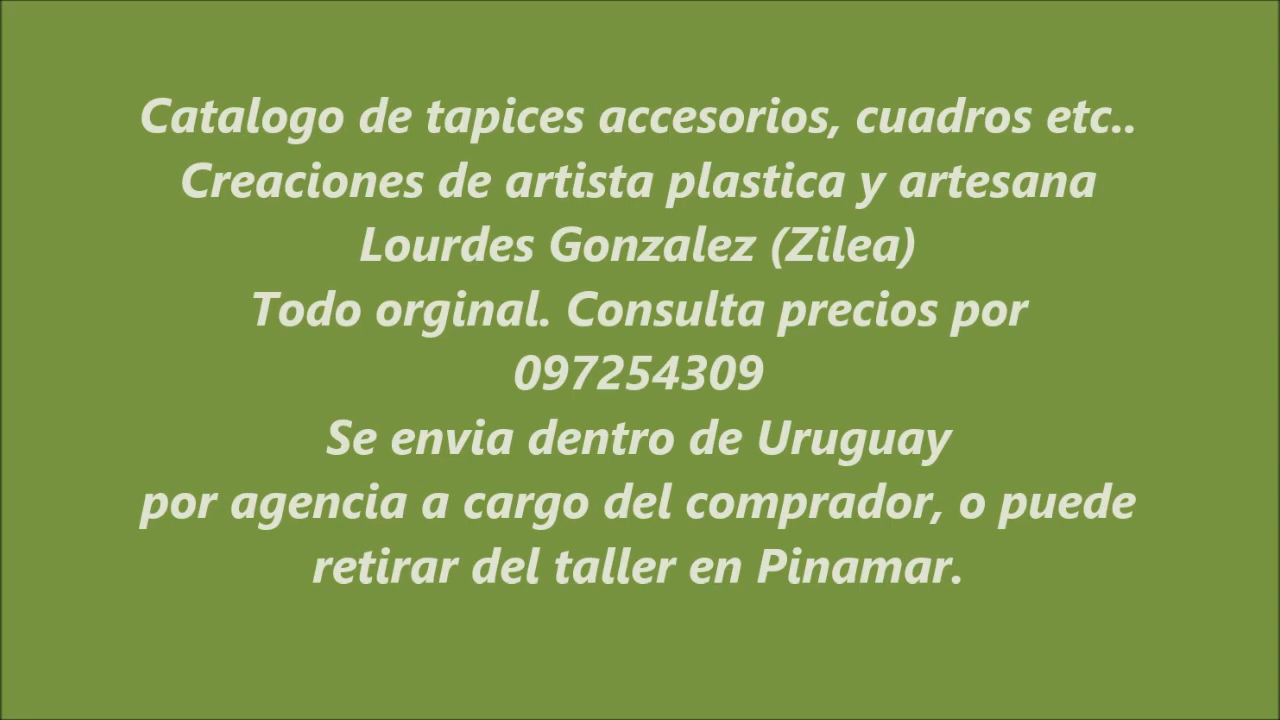 Catalogo de tapices accesorios, cuadros etc..
Creaciones de artista plastica y artesana
Lourdes Gonzalez (Zilea)
Todo orginal. Consulta precios por
097254309
Se envia dentro de Uruguay
por agencia a cargo del comprador, o puede
retirar del taller en Pinamar.